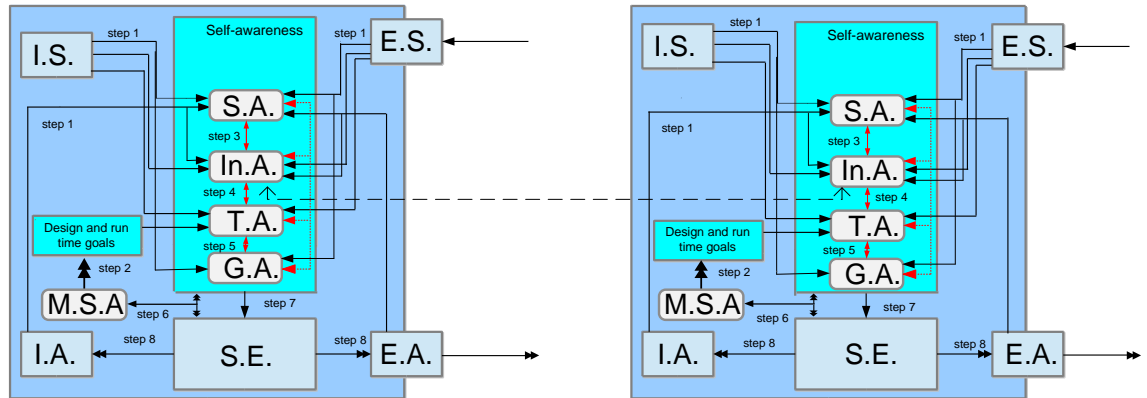 step 1
Self-awareness
step 1
E.S.
I.S.
S.A.
step 1
step 3
In.A.
step 4
T.A.
Design and run
time goals
step 5
G.A.
step 2
M.S.A
step 6
step 7
I.A.
step 8
S.E.
step 8
E.A.
step 1
Self-awareness
step 1
E.S.
I.S.
S.A.
step 1
step 3
In.A.
step 4
T.A.
Design and run
time goals
step 5
G.A.
step 2
M.S.A
step 6
step 7
I.A.
step 8
S.E.
step 8
E.A.